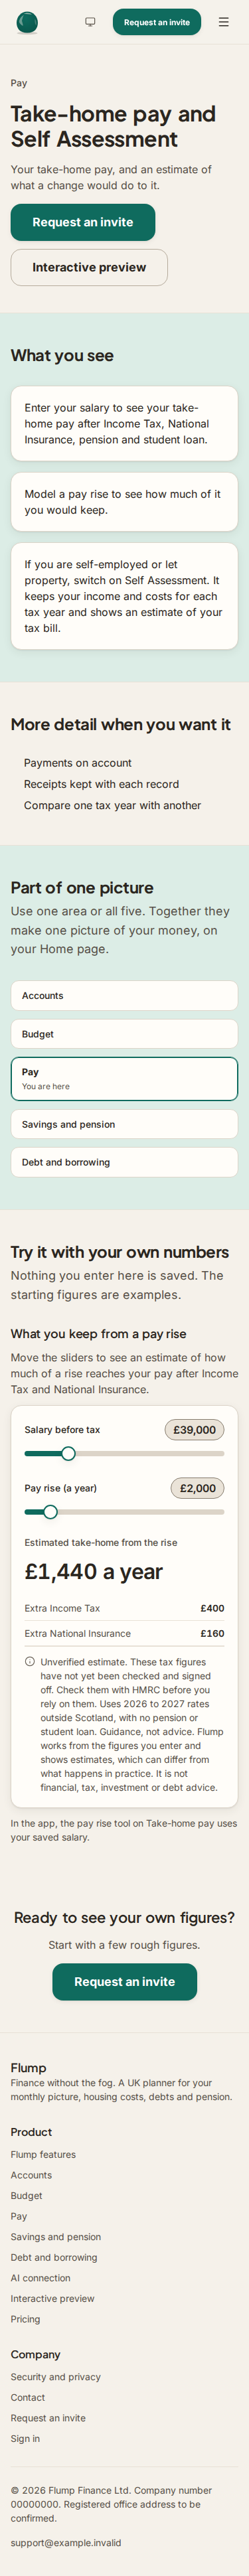 Request an invite
Pay
Take-home pay and
Self Assessment
Your take-home pay, and an estimate of
what a change would do to it.
Request an invite
Interactive preview
What you see
Enter your salary to see your take-
home pay after Income Tax, National
Insurance, pension and student loan.
Model a pay rise to see how much of it
you would keep.
If you are self-employed or let
property, switch on Self Assessment. It
keeps your income and costs for each
tax year and shows an estimate of your
tax bill.
More detail when you want it
Payments on account
Receipts kept with each record
Compare one tax year with another
Part of one picture
Use one area or all five. Together they
make one picture of your money, on
your Home page.
Accounts
Budget
Pay
You are here
Savings and pension
Debt and borrowing
Try it with your own numbers
Nothing you enter here is saved. The
starting figures are examples.
What you keep from a pay rise
Move the sliders to see an estimate of how
much of a rise reaches your pay after Income
Tax and National Insurance.
Salary before tax £39,000
Pay rise (a year) £2,000
Estimated take-home from the rise
£1,440 a year
Extra Income Tax £400
Extra National Insurance £160
Unverified estimate. These tax figures
have not yet been checked and signed
off. Check them with HMRC before you
rely on them. Uses 2026 to 2027 rates
outside Scotland, with no pension or
student loan. Guidance, not advice. Flump
works from the figures you enter and
shows estimates, which can differ from
what happens in practice. It is not
financial, tax, investment or debt advice.
In the app, the pay rise tool on Take-home pay uses
your saved salary.
Ready to see your own figures?
Start with a few rough figures.
Request an invite
Flump
Finance without the fog. A UK planner for your
monthly picture, housing costs, debts and pension.
Product
Flump features
Accounts
Budget
Pay
Savings and pension
Debt and borrowing
AI connection
Interactive preview
Pricing
Company
Security and privacy
Contact
Request an invite
Sign in
© 2026 Flump Finance Ltd. Company number
00000000. Registered office address to be
confirmed.
support@example.invalid